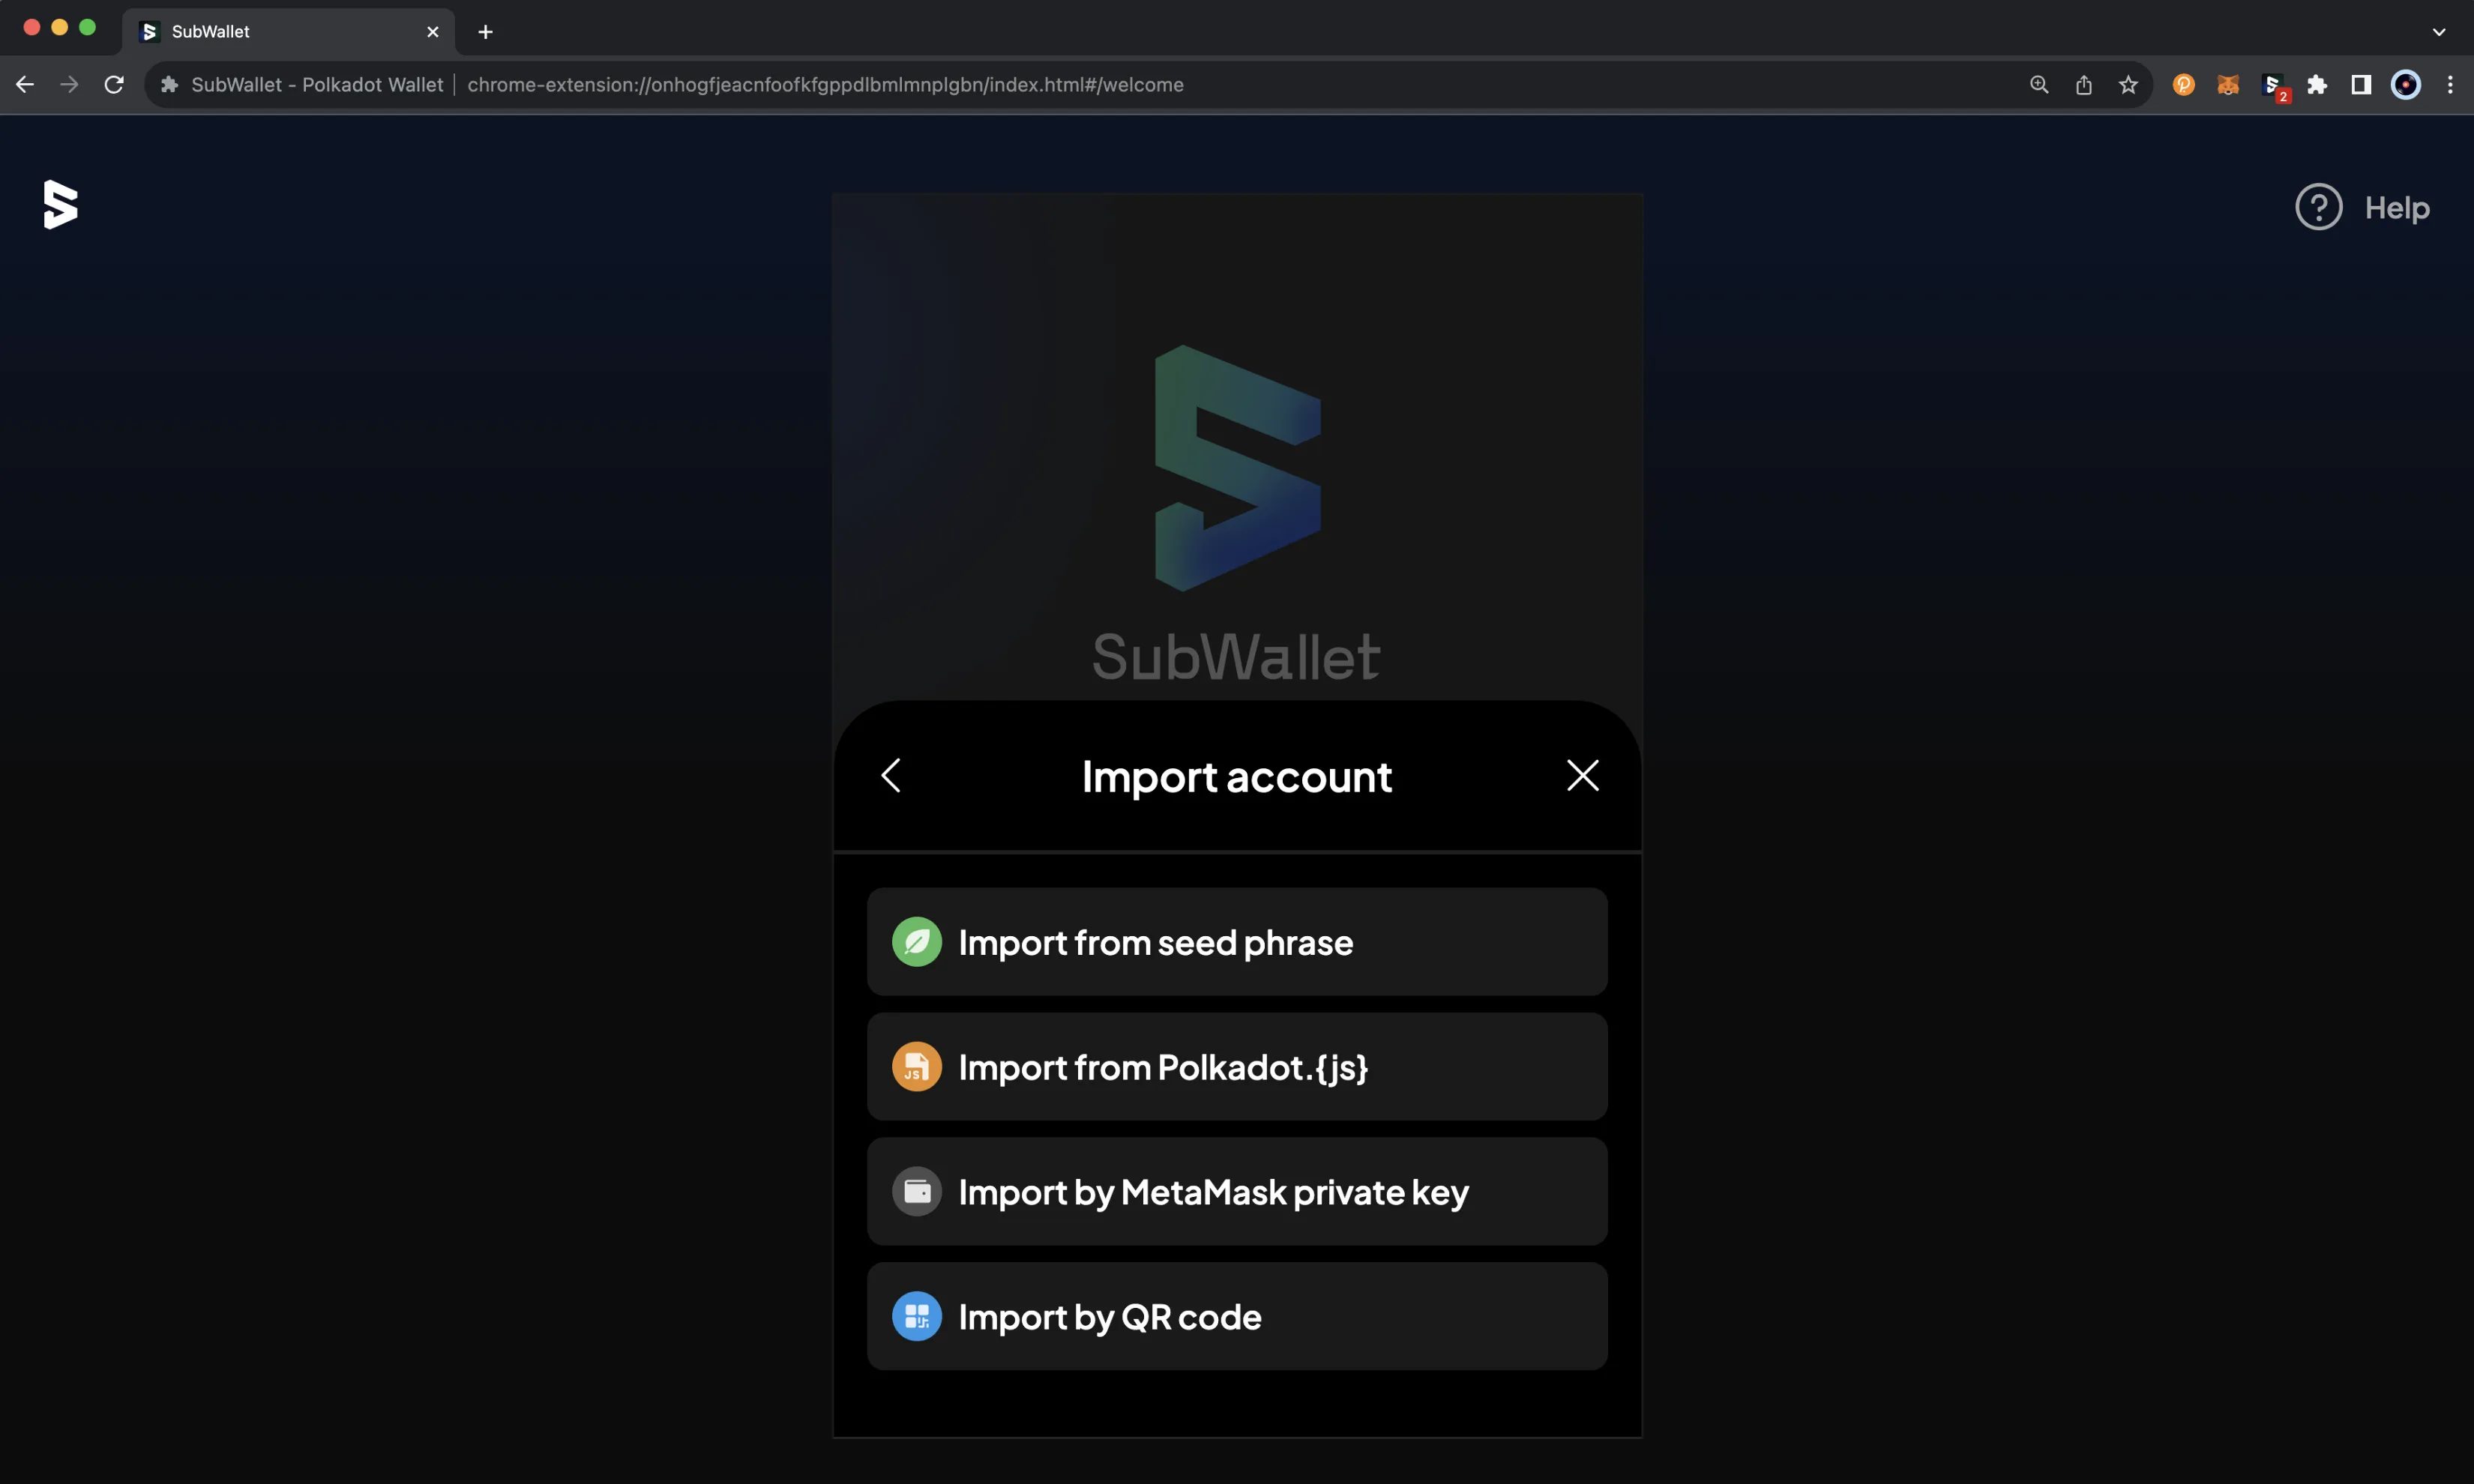 SubWallet
SubWallet - Polkadot Wallet
chrome-extension://onhogfjeacnfoofkfgppdlbmlmnplgbn/index.html#/welcome
2
Help
SubWallet
Import account
Import from seed phrase
JS
Import from Polkadot.{js}
Import by MetaMask private key
Import by QR code